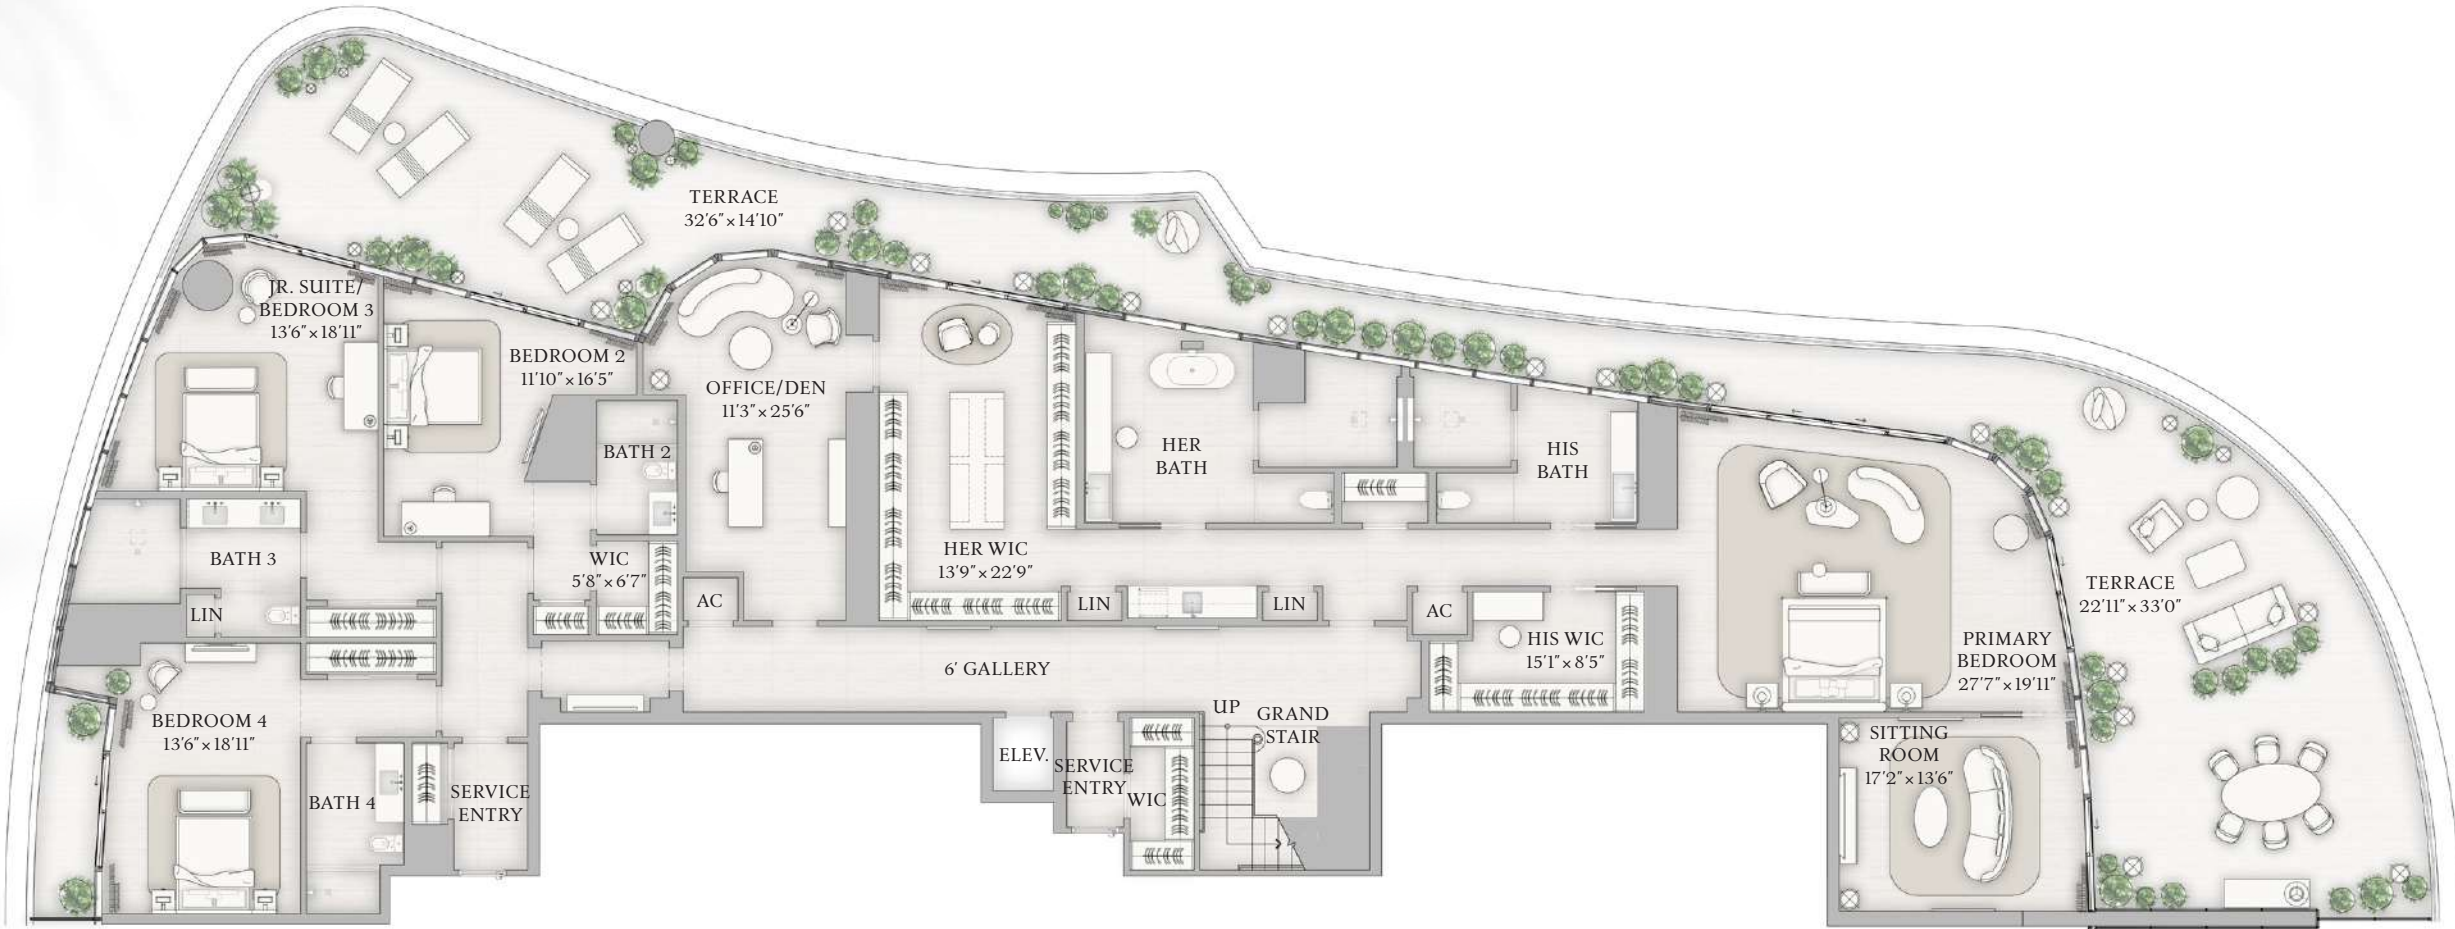 TERRACE
32'6"×14'10"
JR. SUITE/
BEDROOM 3
13'6"×18'11"
BEDROOM 2
11'10"×16'5"
OFFICE/DEN
11'3"×25'6"
BATH 2
HER
BATH
HIS
BATH
BATH 3
WIC
5'8"×6'7"
HER WIC
13'9"×22'9"
TERRACE
22'11"×33'0"
LIN
AC
LIN
LIN
AC
HIS WIC
15'1"×8'5"
PRIMARY
BEDROOM
27'7"×19'11"
6' GALLERY
BEDROOM 4
13'6"×18'11"
UP
GRAND
STAIR
SITTING
ROOM
17'2"×13'6"
ELEV.
SERVICE
ENTRY
WIC
BATH 4
SERVICE
ENTRY